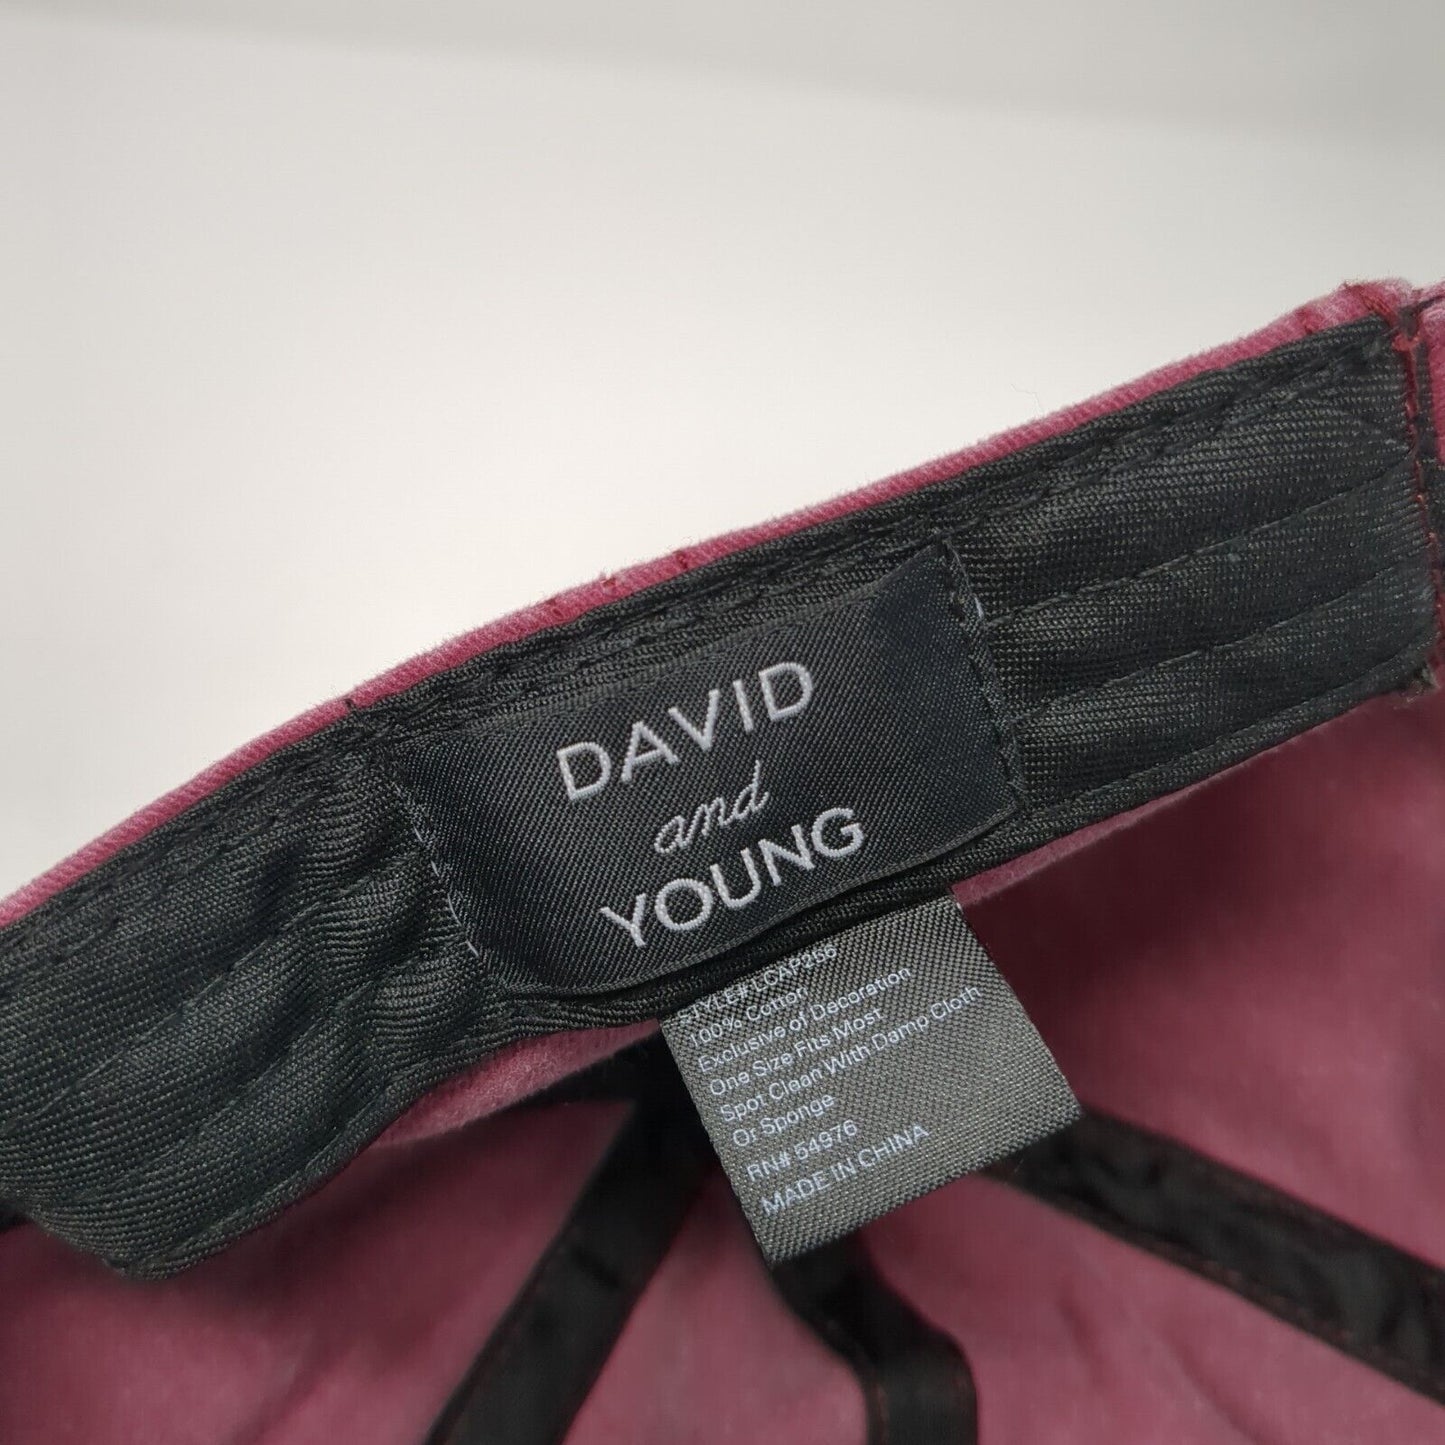 DAVID
and
YOUNG
STYLE# LCAP266
100% Cotton
Exclusive of Decoration
One Size Fits Most
Spot Clean With Damp Cloth
Or Sponge
RN# 54976
MADE IN CHINA